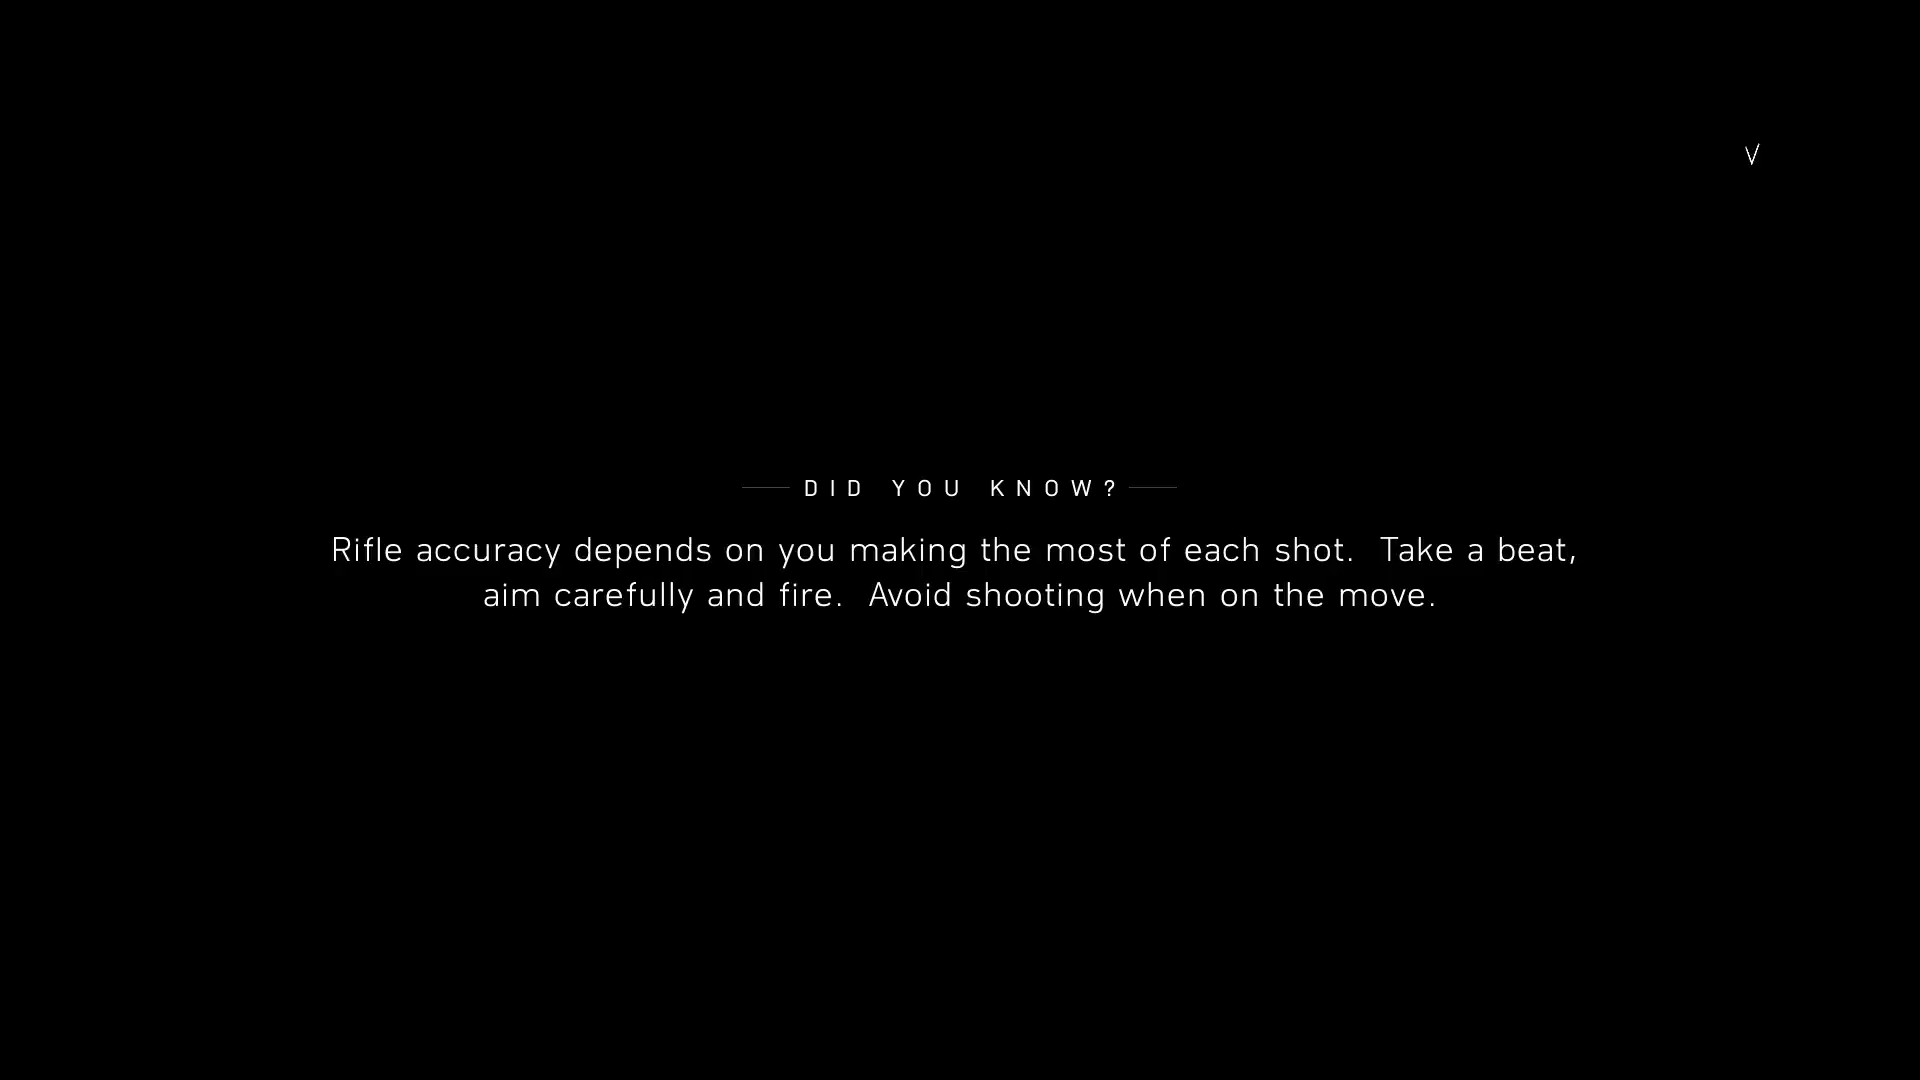 V
DID YOU KNOW?
Rifle accuracy depends on you making the most of each shot.  Take a beat,
aim carefully and fire.  Avoid shooting when on the move.